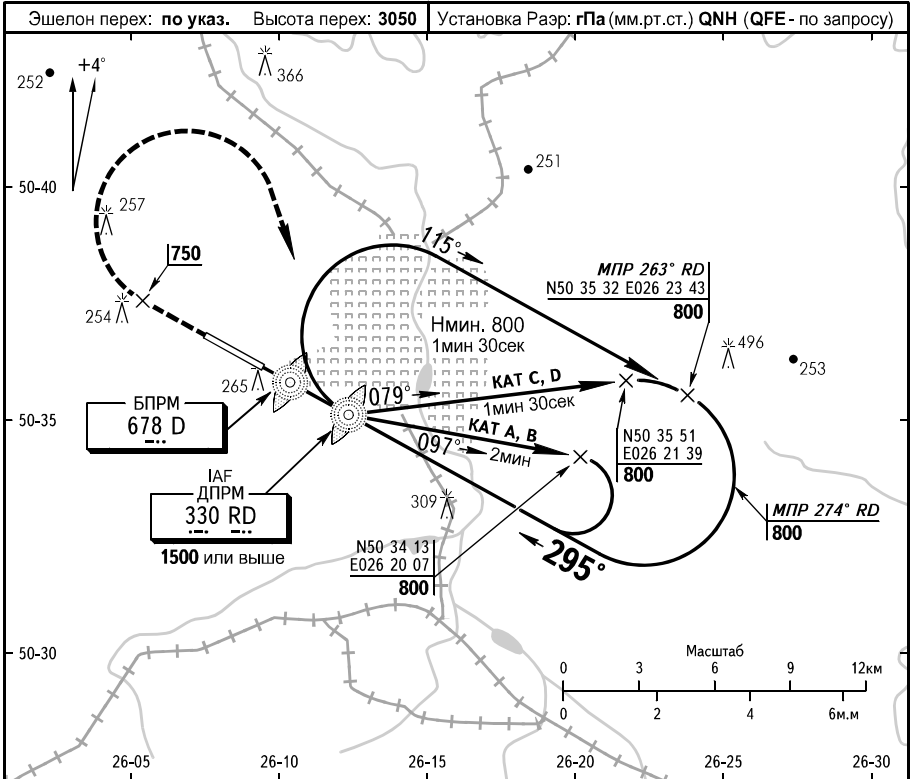 Эшелон перех: по указ. Высота перех: 3050
Установка Раэр: гПа (мм.рт.ст.) QNH (QFE - по запросу)
+4°
252
366
251
50-40
257
115°
750
МПР 263° RD
N50 35 32 E026 23 43
800
254
Нмин. 800
1мин 30сек
496
253
265
КАТ C, D
079°
1мин 30сек
БПРМ
678 D
50-35
КАТ A, B
097°
2мин
N50 35 51
E026 21 39
800
IAF
ДПРМ
330 RD
1500 или выше
309
МПР 274° RD
800
N50 34 13
E026 20 07
800
295°
50-30
Масштаб
0 3 6 9 12км
0 2 4 6м.м
26-05 26-10 26-15 26-20 26-25 26-30